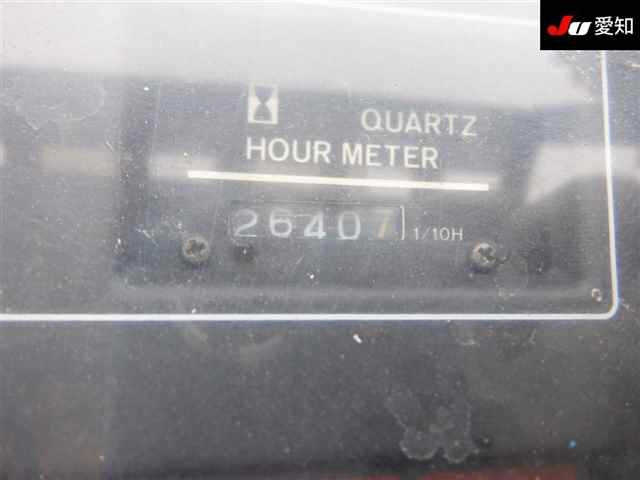 JU 愛知
QUARTZ
HOUR METER
26407 1/10H